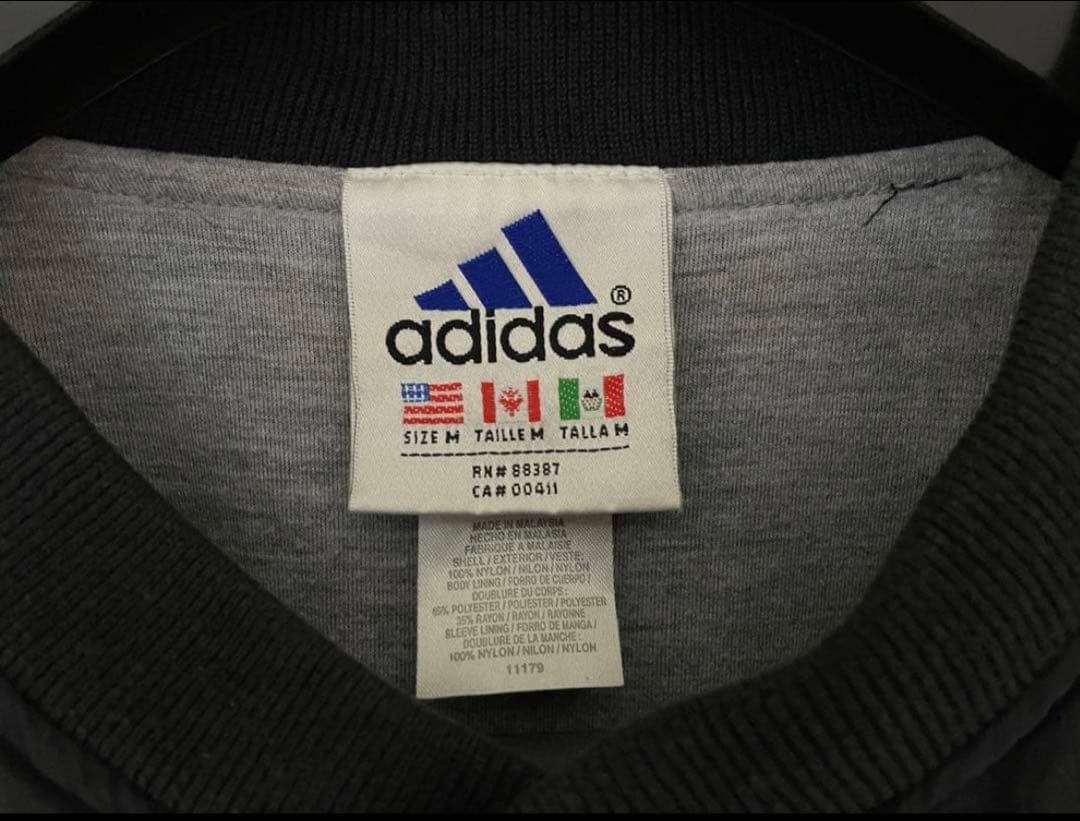 adidas®
SIZE M TAILLE M TALLA M
RN# 88387
CA# 00411
MADE IN MALAYSIA
HECHO EN MALASIA
FABRIQUE A MALAISIE
SHELL / EXTERIOR / VESTE:
100% NYLON / NILON / NYLON
BODY LINING / FORRO DE CUERPO /
DOUBLURE DU CORPS :
65% POLYESTER / POLIESTER / POLYESTER
35% RAYON / RAYON / RAYONNE
SLEEVE LINING / FORRO DE MANGA /
DOUBLURE DE LA MANCHE :
100% NYLON / NILON / NYLON
11179